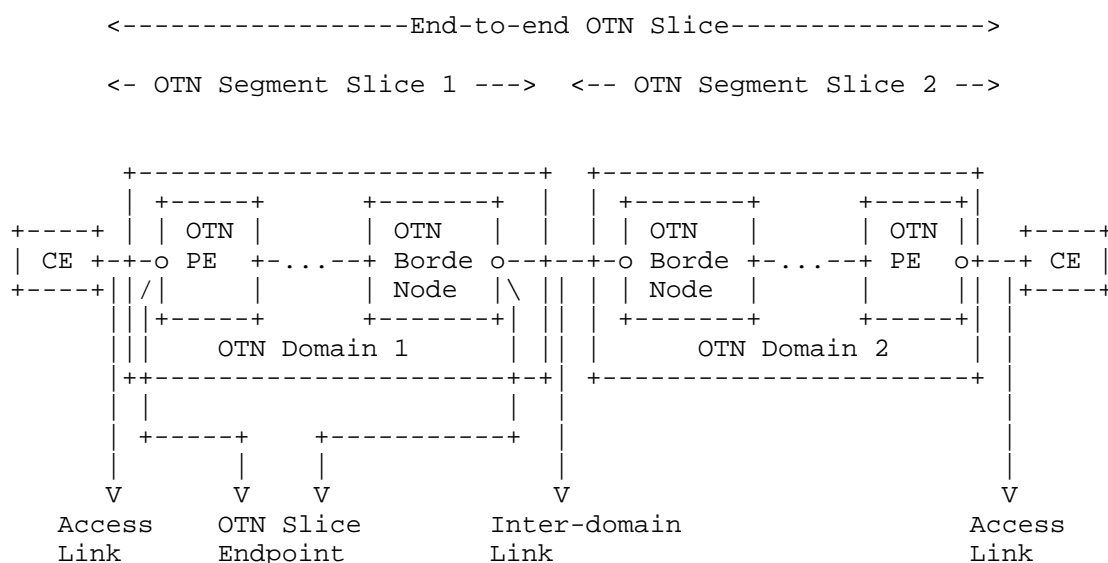 End-to-end OTN Slice
OTN Segment Slice 1 OTN Segment Slice 2
OTN OTN OTN OTN
CE PE ... Borde Borde ... PE CE
Node Node
OTN Domain 1 OTN Domain 2
V V V V V
Access OTN Slice Inter-domain Access
Link Endpoint Link Link